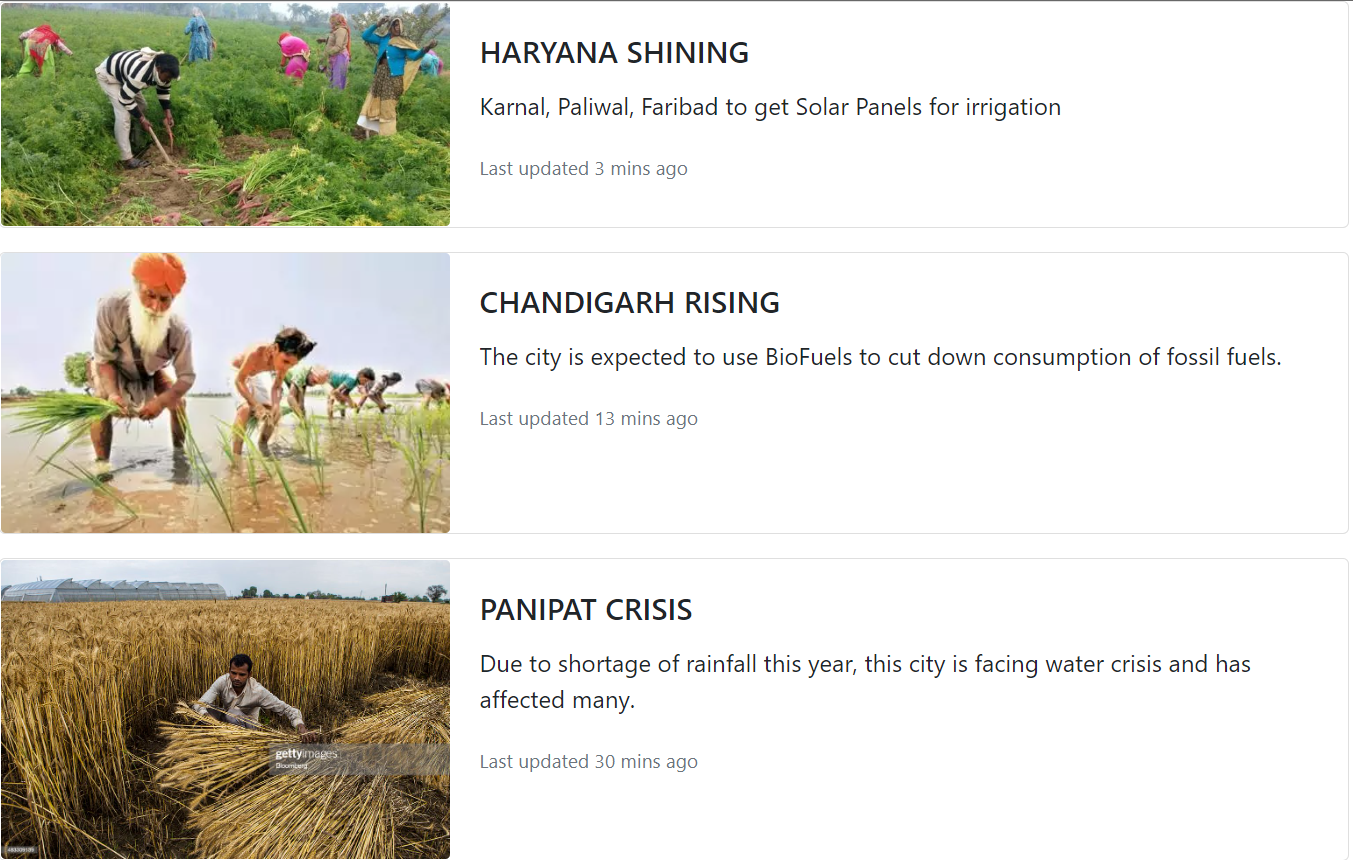 HARYANA SHINING
Karnal, Paliwal, Faribad to get Solar Panels for irrigation
Last updated 3 mins ago
CHANDIGARH RISING
The city is expected to use BioFuels to cut down consumption of fossil fuels.
Last updated 13 mins ago
PANIPAT CRISIS
Due to shortage of rainfall this year, this city is facing water crisis and has
affected many.
Last updated 30 mins ago
gettyimages
Bloomberg